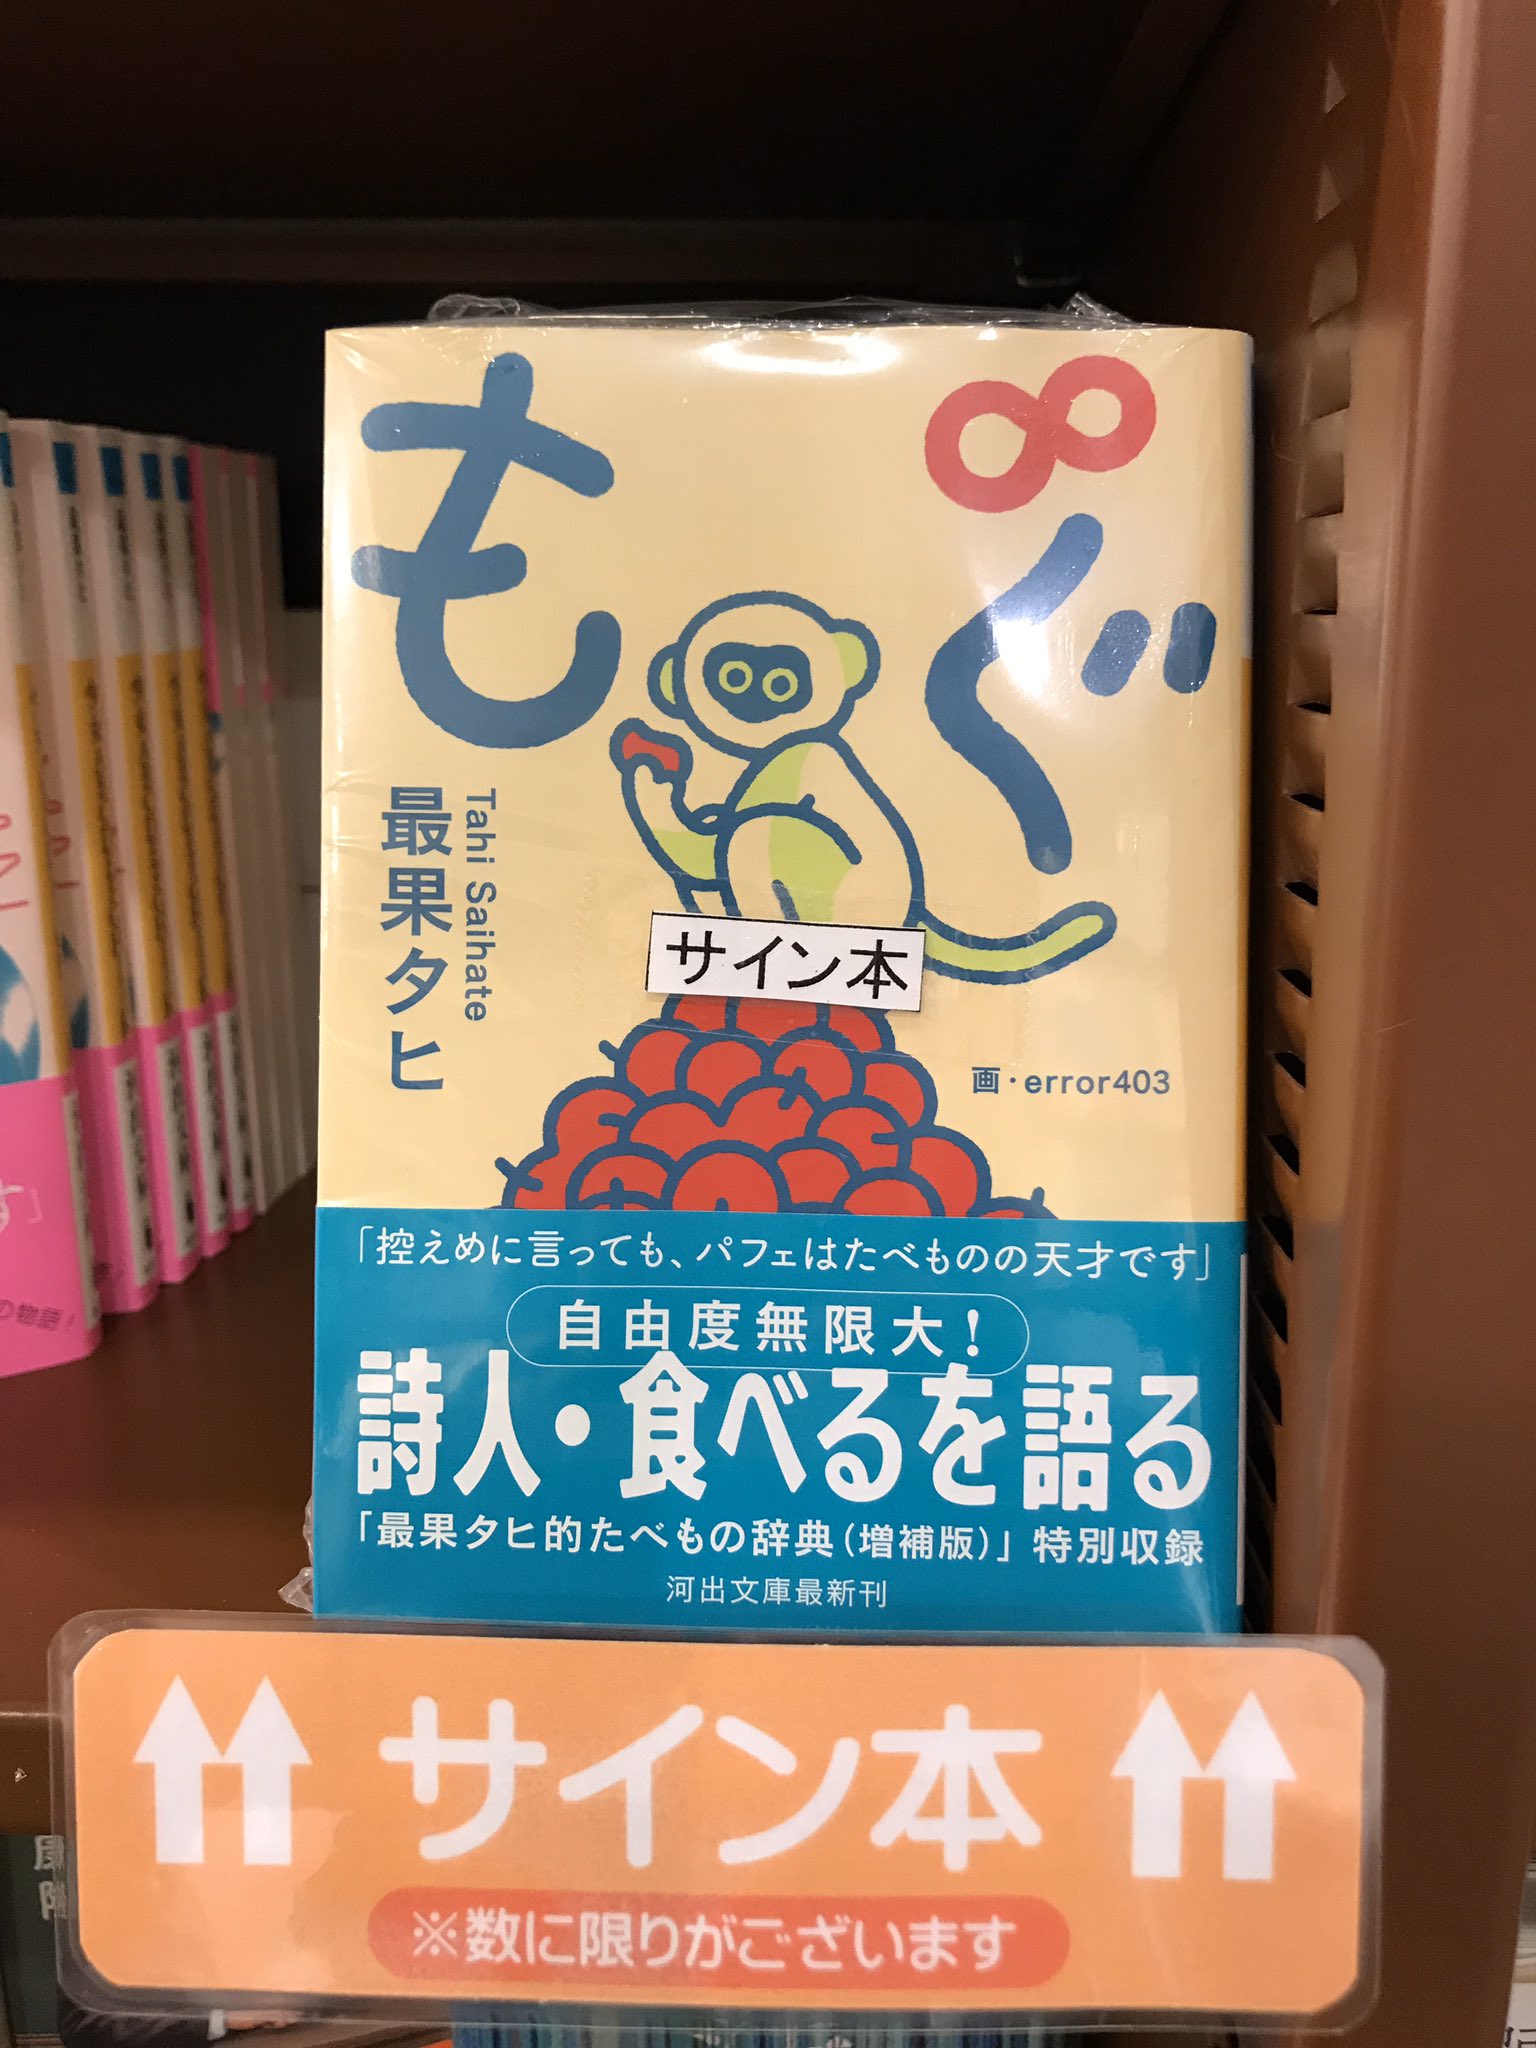 もぐ∞
最果タヒ
Tahi Saihate
サイン本
画・error403
「控えめに言っても、パフェはたべものの天才です」
自由度無限大!
詩人・食べるを語る
「最果タヒ的たべもの辞典(増補版)」特別収録
河出文庫最新刊
サイン本
※数に限りがございます
の物語!